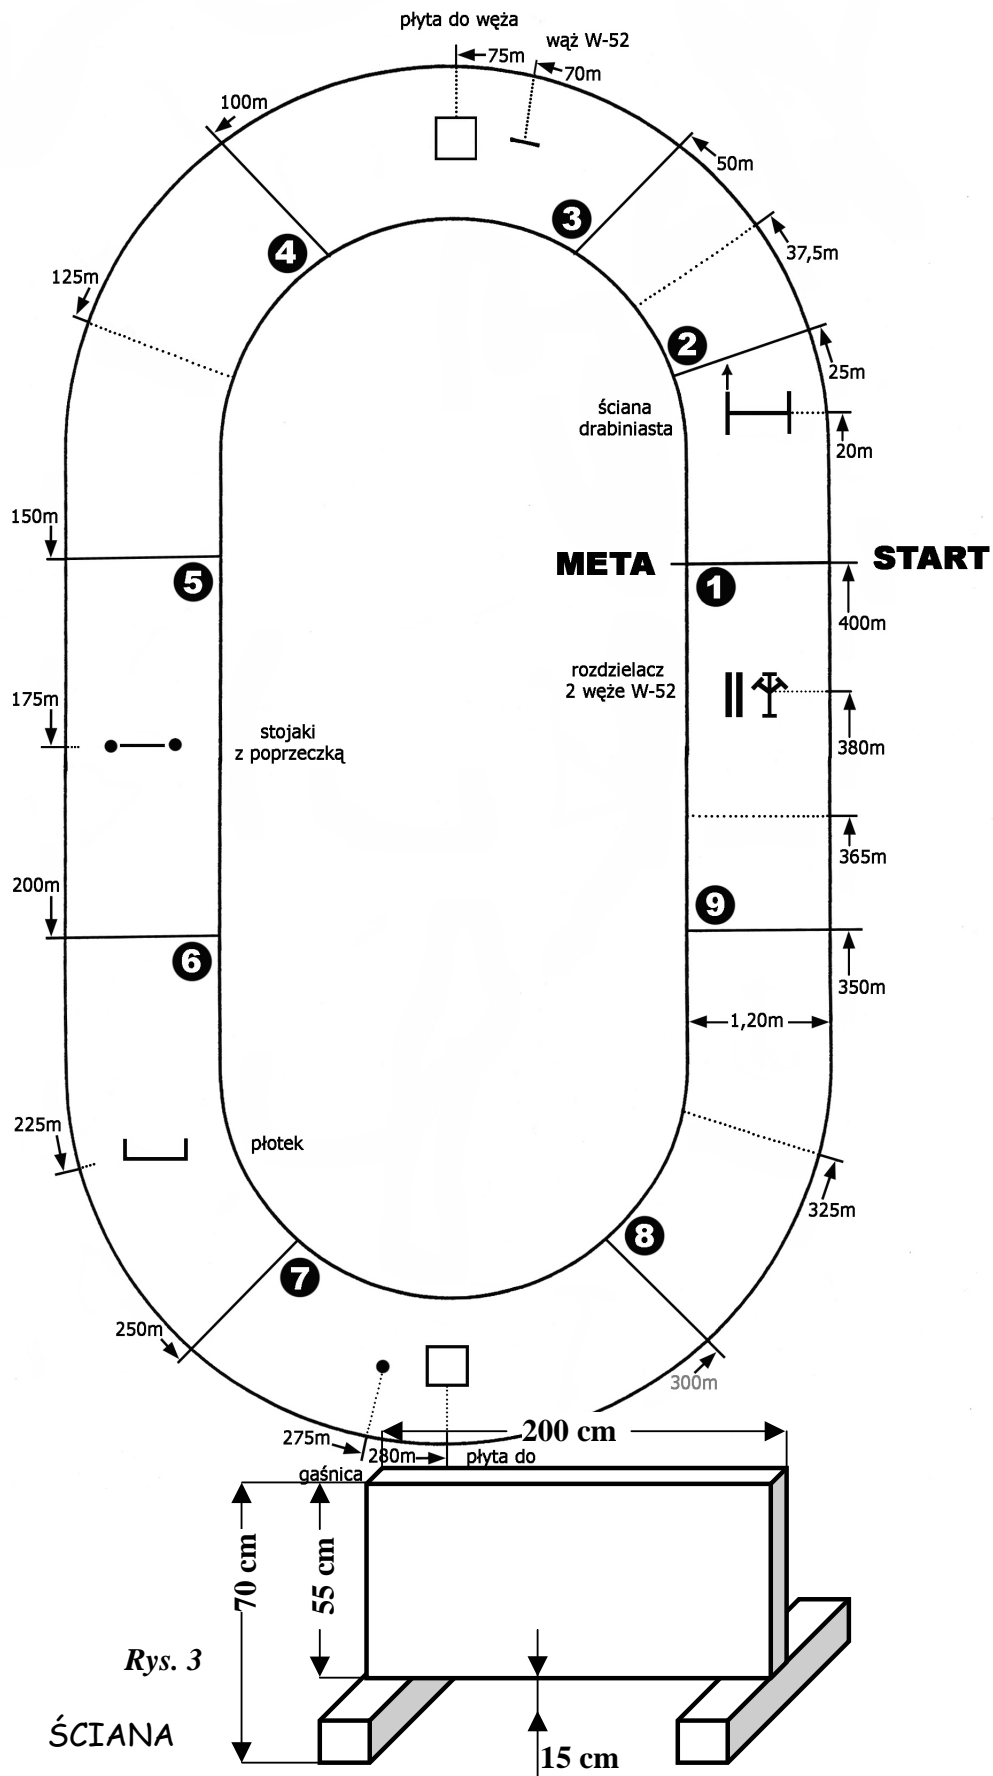 płyta do węża
wąż W-52
75m
70m
100m
50m
3
4
37,5m
125m
2
25m
ściana
drabiniasta
20m
150m
META
START
5
1
400m
rozdzielacz
2 węże W-52
175m
stojaki
z poprzeczką
380m
365m
200m
9
6
350m
1,20m
225m
płotek
325m
8
7
250m
300m
200 cm
275m
280m
płyta do
gaśnica
70 cm
55 cm
Rys. 3
ŚCIANA
15 cm